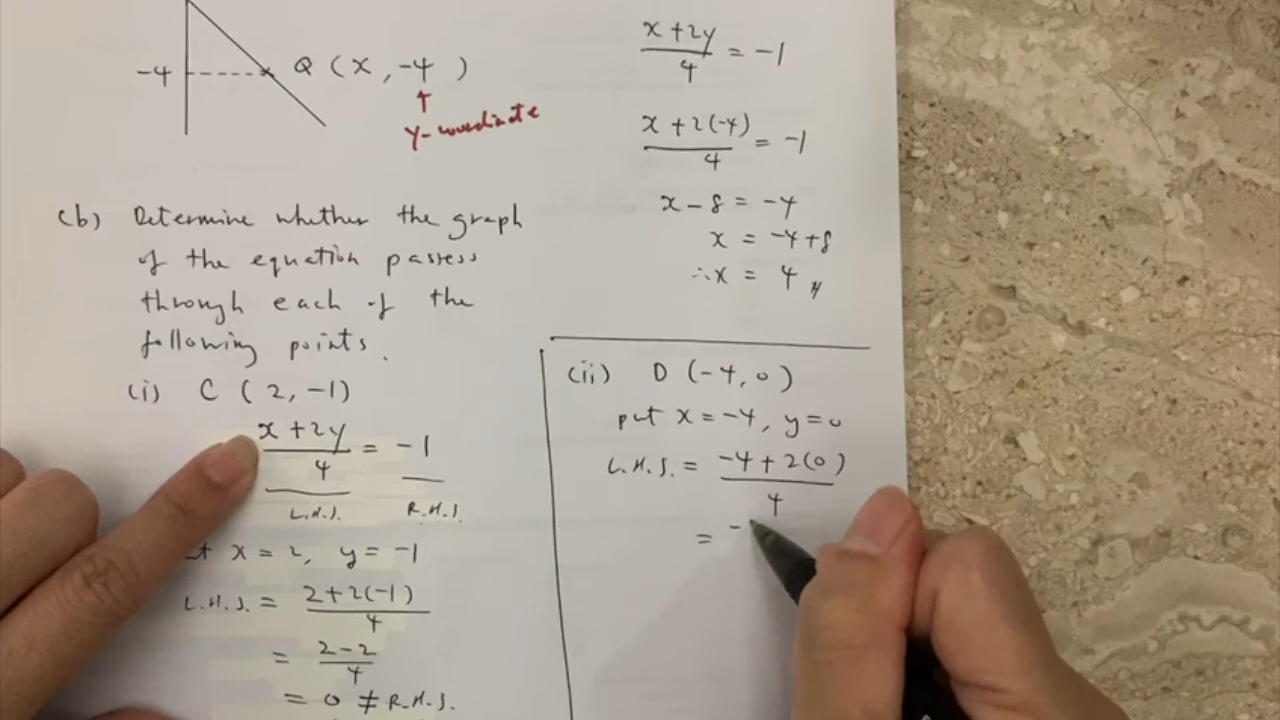 -4 Q (x, -4 )
↑
y-coordinate
(b) Determine whether the graph
of the equation passess
through each of the
following points.
(i) C (2, -1)
x + 2y
4
= -1
L.H.S. R.H.S.
x = 2, y = -1
L.H.S. = 2+2(-1)
4
= 2-2
4
= 0 ≠ R.H.S.
x + 2y
4
= -1
x + 2(-4)
4
= -1
x - 8 = -4
x = -4+8
∴x = 4
(ii) D (-4, 0)
put x = -4, y = 0
L.H.S. = -4+2(0)
4
= -